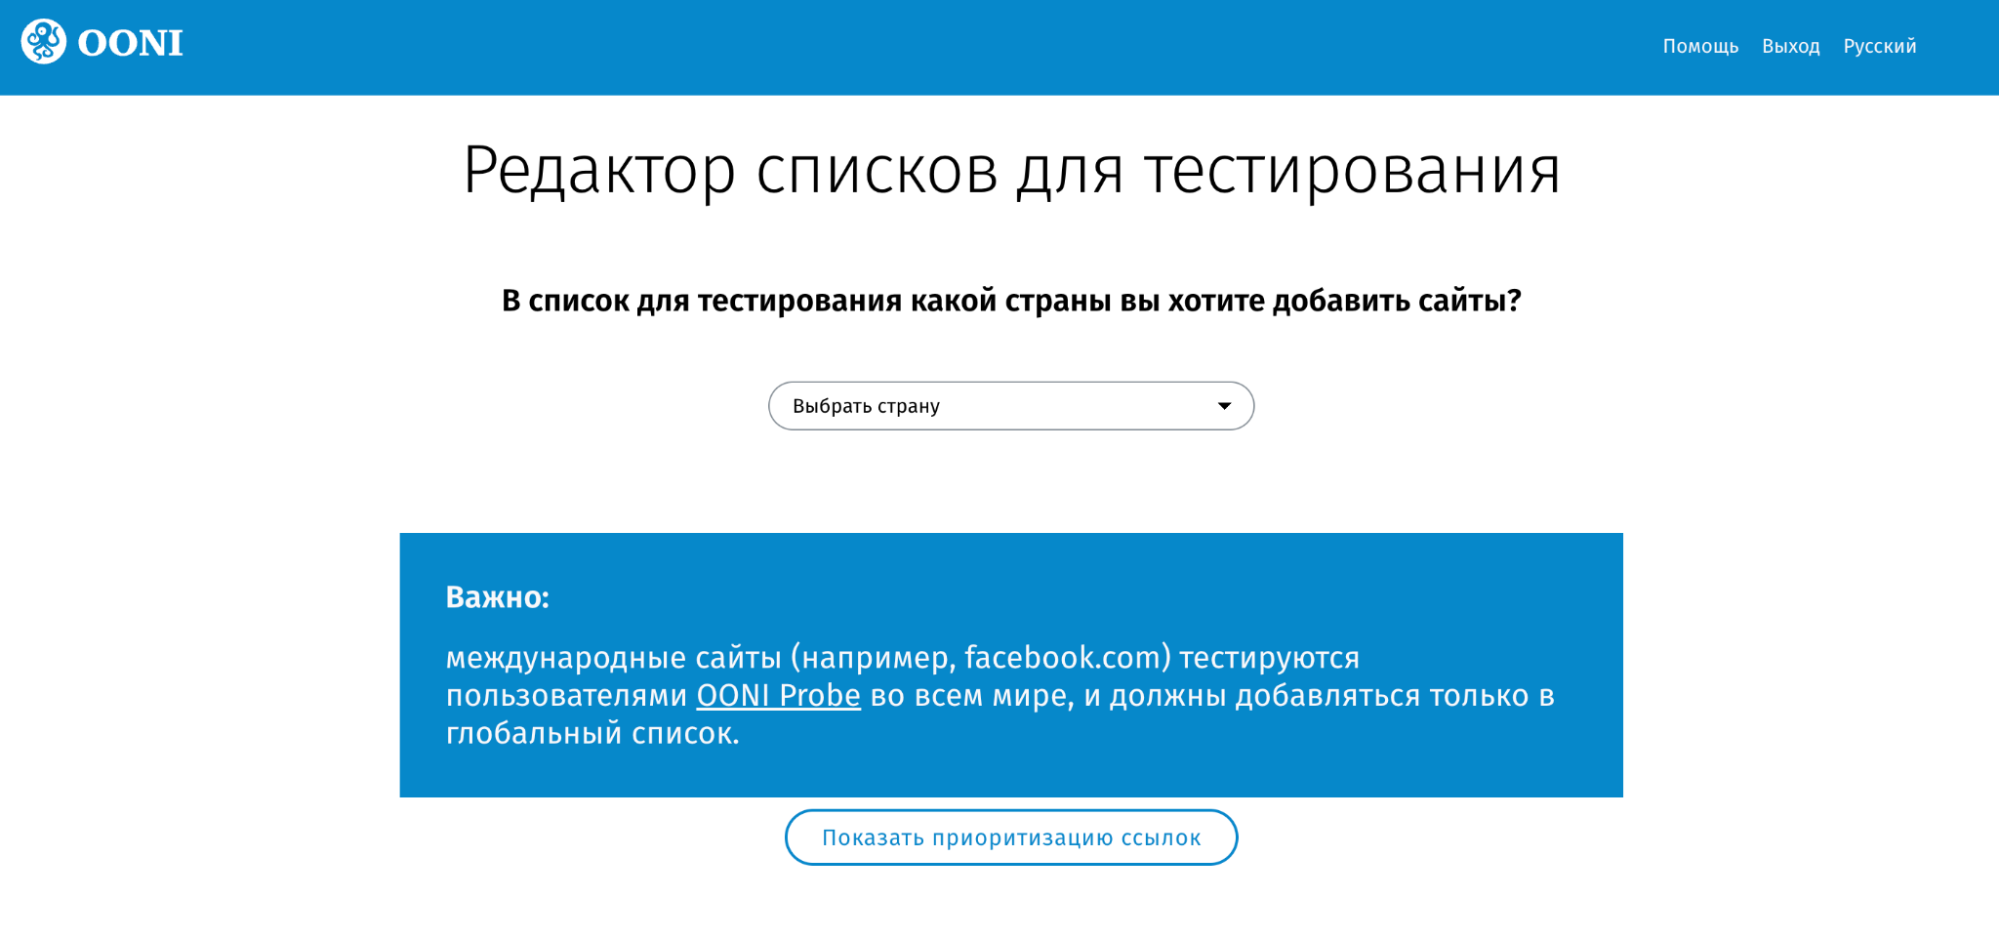 OONI
Помощь Выход Русский
Редактор списков для тестирования
В список для тестирования какой страны вы хотите добавить сайты?
Выбрать страну
Важно:
международные сайты (например, facebook.com) тестируются
пользователями OONI Probe во всем мире, и должны добавляться только в
глобальный список.
Показать приоритизацию ссылок